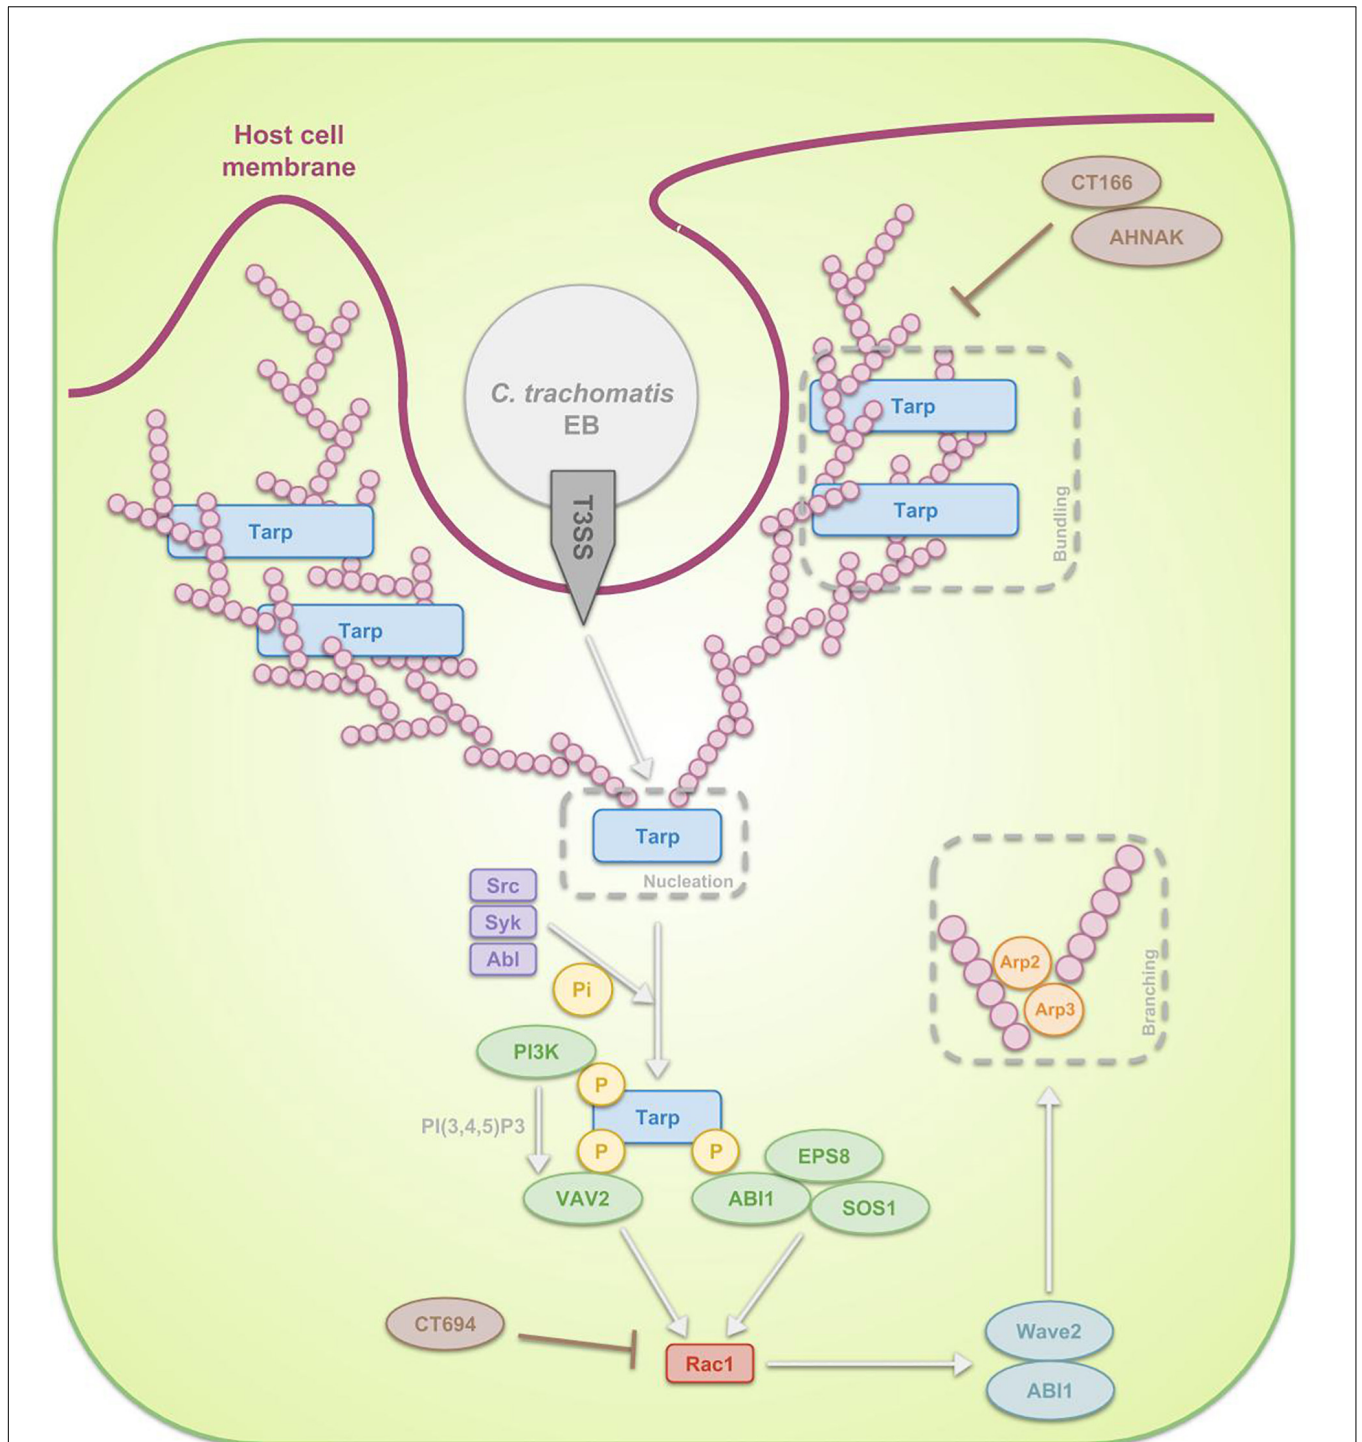 Host cell
membrane
CT166
AHNAK
C. trachomatis
EB
T3SS
Tarp
Tarp
Bundling
Tarp
Tarp
Tarp
Nucleation
Src
Syk
Abl
Pi
Arp2
Arp3
Branching
PI3K
P
Tarp
PI(3,4,5)P3
P
P
EPS8
VAV2
ABI1
SOS1
CT694
Rac1
Wave2
ABI1